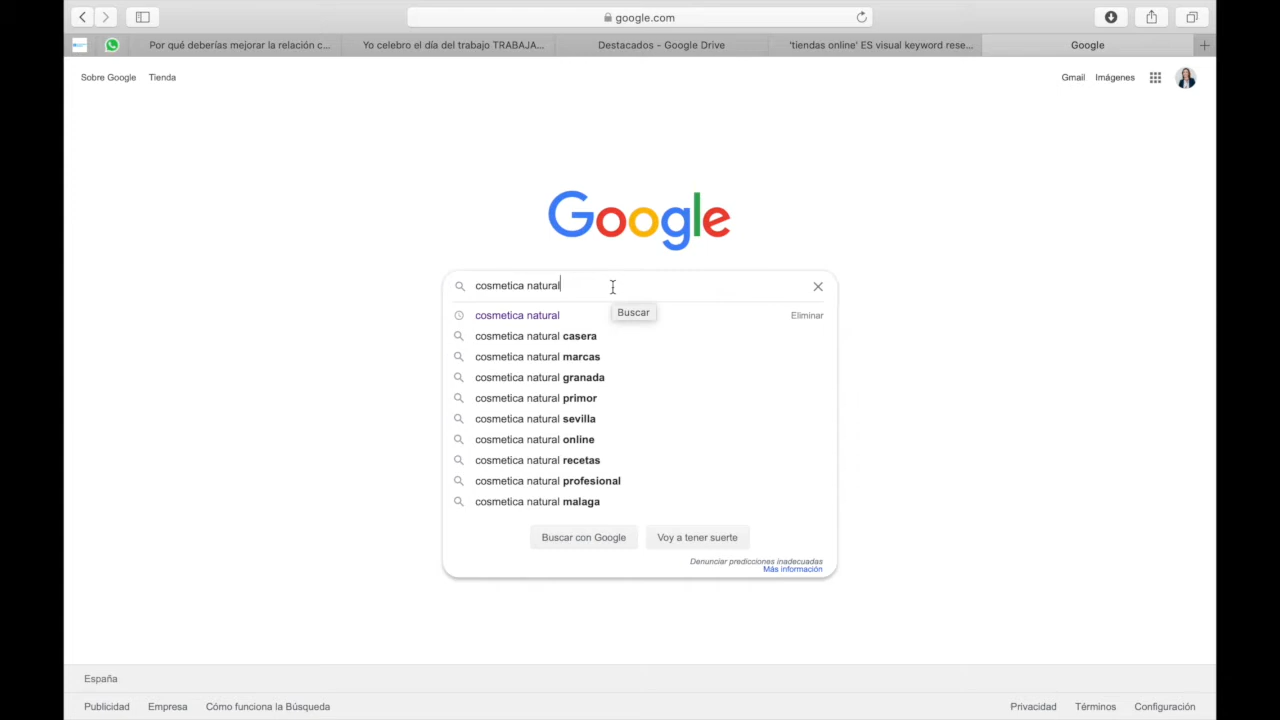 google.com
Por qué deberías mejorar la relación c...
Yo celebro el día del trabajo TRABAJA...
Destacados - Google Drive
'tiendas online' ES visual keyword rese...
Google
Sobre Google
Tienda
Gmail
Imágenes
Google
cosmetica natural
Buscar
cosmetica natural
Eliminar
cosmetica natural casera
cosmetica natural marcas
cosmetica natural granada
cosmetica natural primor
cosmetica natural sevilla
cosmetica natural online
cosmetica natural recetas
cosmetica natural profesional
cosmetica natural malaga
Buscar con Google
Voy a tener suerte
Denunciar predicciones inadecuadas
Más información
España
Publicidad
Empresa
Cómo funciona la Búsqueda
Privacidad
Términos
Configuración